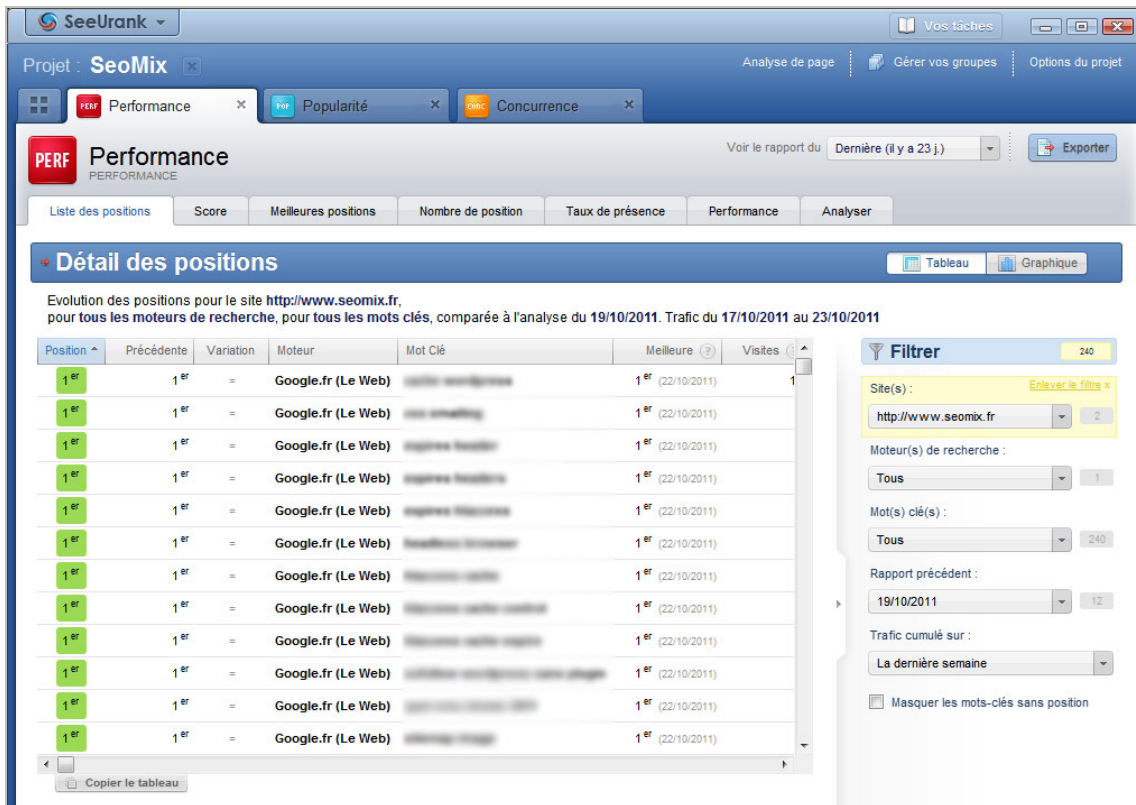 SeeUrank
Vos tâches
Projet : SeoMix
Analyse de page
Gérer vos groupes
Options du projet
PERF Performance
POP Popularité
CONC Concurrence
PERF
Performance
PERFORMANCE
Voir le rapport du Dernière (il y a 23 j.)
Exporter
Liste des positions Score Meilleures positions Nombre de position Taux de présence Performance Analyser
Détail des positions
Tableau Graphique
Evolution des positions pour le site http://www.seomix.fr,
pour tous les moteurs de recherche, pour tous les mots clés, comparée à l'analyse du 19/10/2011. Trafic du 17/10/2011 au 23/10/2011
Position Précédente Variation Moteur Mot Clé Meilleure ? Visites
1er 1er = Google.fr (Le Web) 1er (22/10/2011) 1
1er 1er = Google.fr (Le Web) 1er (22/10/2011)
1er 1er = Google.fr (Le Web) 1er (22/10/2011)
1er 1er = Google.fr (Le Web) 1er (22/10/2011)
1er 1er = Google.fr (Le Web) 1er (22/10/2011)
1er 1er = Google.fr (Le Web) 1er (22/10/2011)
1er 1er = Google.fr (Le Web) 1er (22/10/2011)
1er 1er = Google.fr (Le Web) 1er (22/10/2011)
1er 1er = Google.fr (Le Web) 1er (22/10/2011)
1er 1er = Google.fr (Le Web) 1er (22/10/2011)
1er 1er = Google.fr (Le Web) 1er (22/10/2011)
1er 1er = Google.fr (Le Web) 1er (22/10/2011)
Copier le tableau
Filtrer 240
Site(s) : Enlever le filtre x
http://www.seomix.fr 2
Moteur(s) de recherche :
Tous 1
Mot(s) clé(s) :
Tous 240
Rapport précédent :
19/10/2011 12
Trafic cumulé sur :
La dernière semaine
Masquer les mots-clés sans position